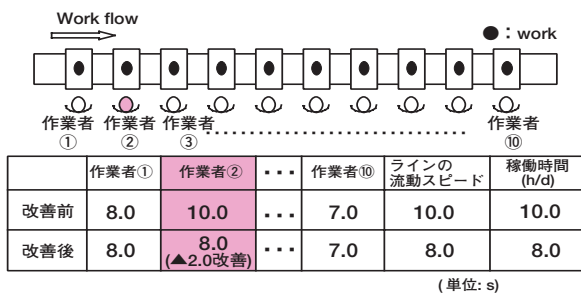 Work flow
●：work
作業者① 作業者② 作業者③ ‥‥‥‥‥‥‥‥ 作業者⑩
作業者① 作業者② ･･･ 作業者⑩ ラインの流動スピード 稼働時間(h/d)
改善前 8.0 10.0 ･･･ 7.0 10.0 10.0
改善後 8.0 8.0 (▲2.0改善) ･･･ 7.0 8.0 8.0
(単位: s)